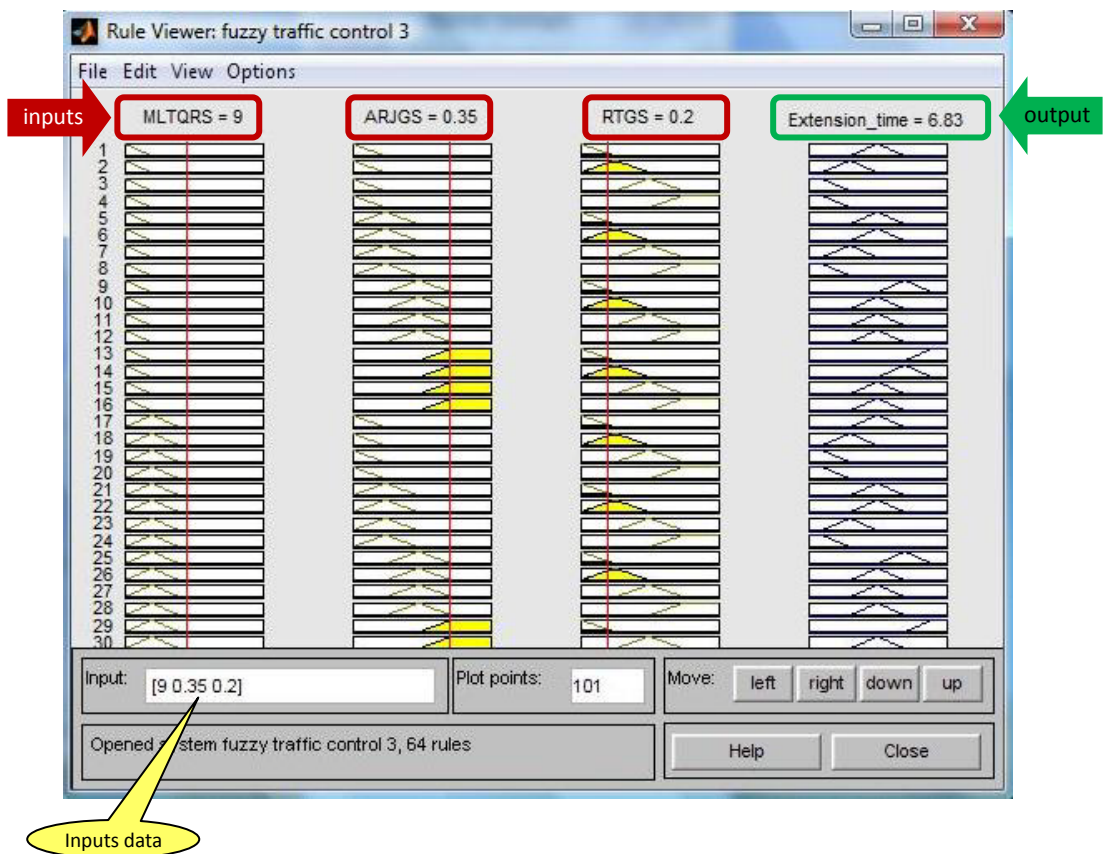 Rule Viewer: fuzzy traffic control 3
File Edit View Options
inputs
MLTQRS = 9
ARJGS = 0.35
RTGS = 0.2
Extension_time = 6.83
output
1
2
3
4
5
6
7
8
9
10
11
12
13
14
15
16
17
18
19
20
21
22
23
24
25
26
27
28
29
30
Input:
[9 0.35 0.2]
Plot points:
101
Move:
left
right
down
up
Opened system fuzzy traffic control 3, 64 rules
Help
Close
Inputs data